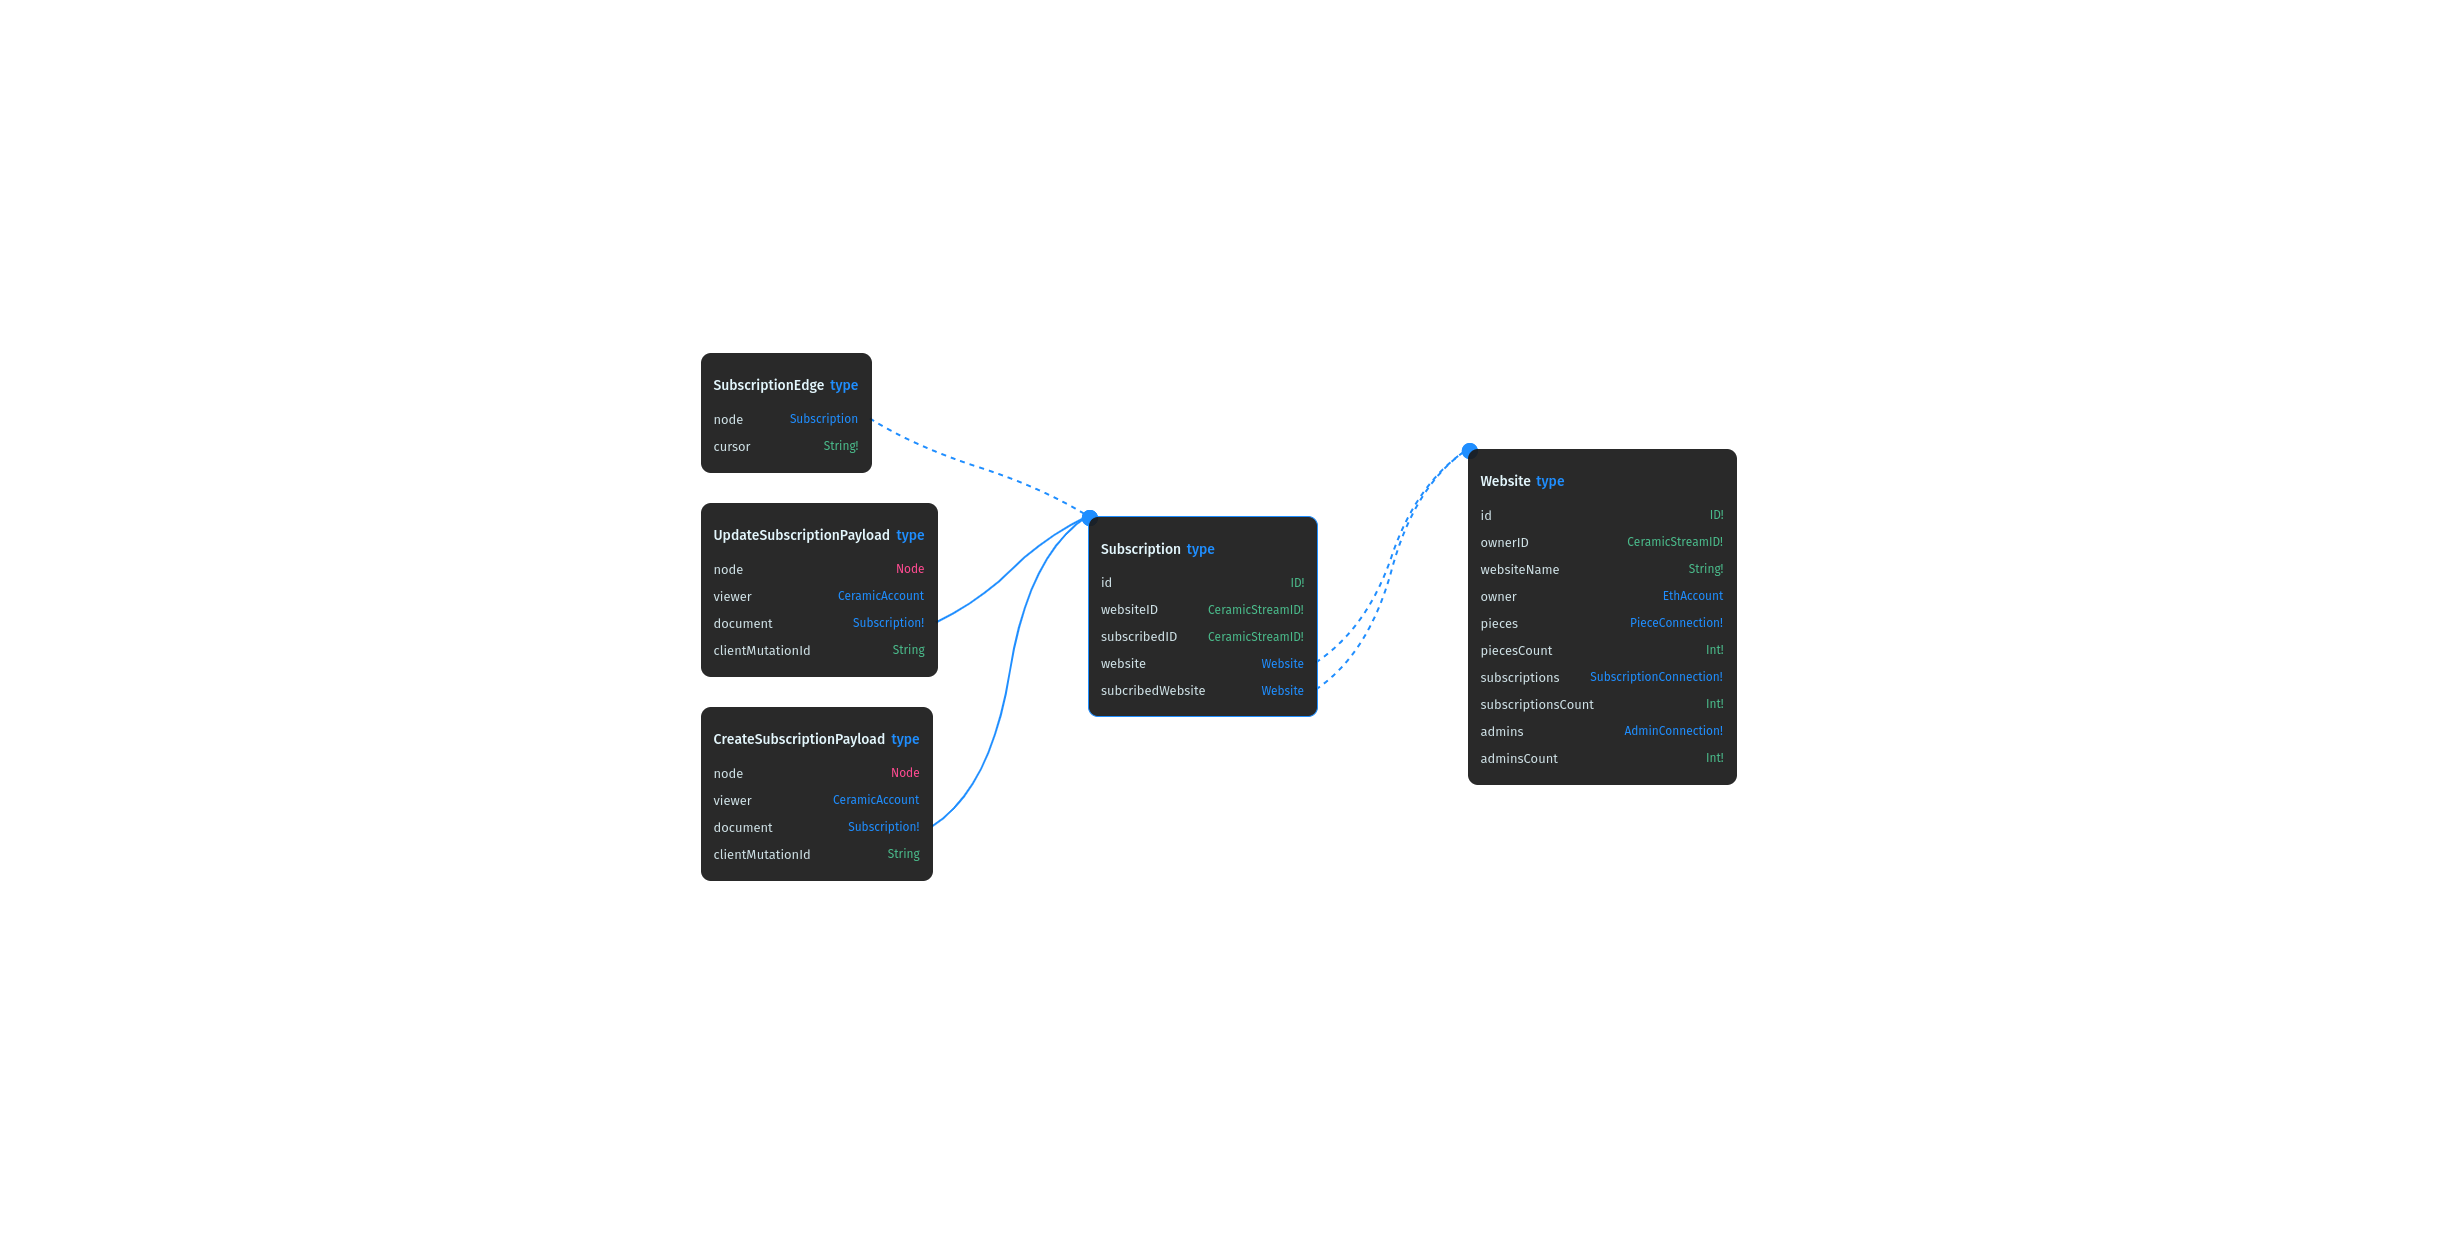 SubscriptionEdge type
node Subscription
cursor String!
UpdateSubscriptionPayload type
node Node
viewer CeramicAccount
document Subscription!
clientMutationId String
CreateSubscriptionPayload type
node Node
viewer CeramicAccount
document Subscription!
clientMutationId String
Subscription type
id ID!
websiteID CeramicStreamID!
subscribedID CeramicStreamID!
website Website
subcribedWebsite Website
Website type
id ID!
ownerID CeramicStreamID!
websiteName String!
owner EthAccount
pieces PieceConnection!
piecesCount Int!
subscriptions SubscriptionConnection!
subscriptionsCount Int!
admins AdminConnection!
adminsCount Int!